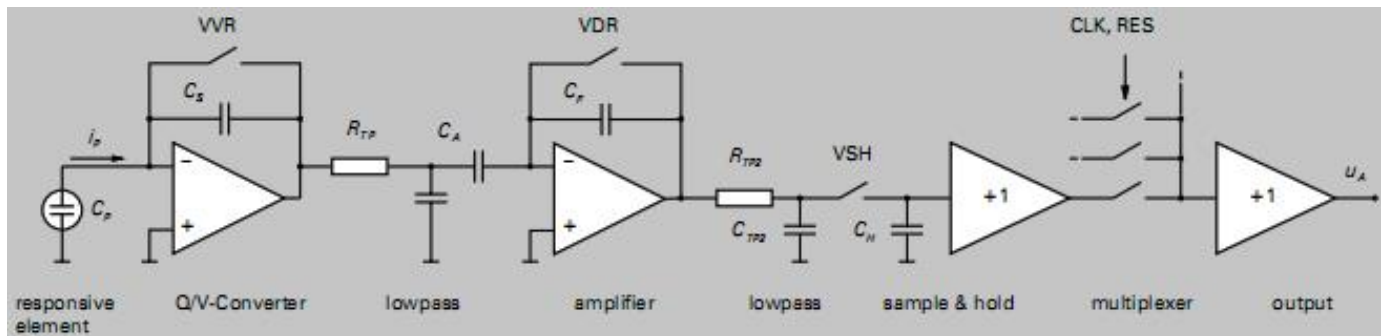 VVR
VDR
CLK, RES
C_S
C_F
i_P
R_TP
C_A
−
−
R_TP2
VSH
+1
+1
u_A
C_P
+
+
C_TP2
C_H
responsive element
Q/V-Converter
lowpass
amplifier
lowpass
sample & hold
multiplexer
output